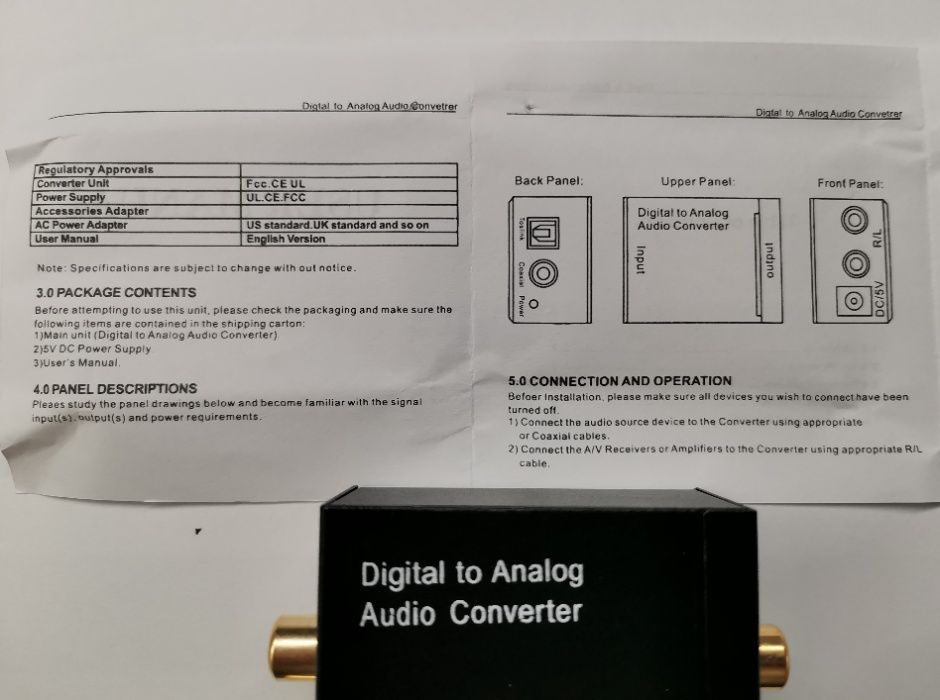 Digtal to Analog Audio Convetrer
Regulatory Approvals
Converter Unit Fcc.CE UL
Power Supply UL.CE.FCC
Accessories Adapter
AC Power Adapter US standard.UK standard and so on
User Manual English Version
Note: Specifications are subject to change with out notice.
3.0 PACKAGE CONTENTS
Before attempting to use this unit, please check the packaging and make sure the
following items are contained in the shipping carton:
1)Main unit (Digital to Analog Audio Converter)
2)5V DC Power Supply
3)User's Manual.
4.0 PANEL DESCRIPTIONS
Pleaes study the panel drawings below and become familiar with the signal
input(s).output(s) and power requirements.
Digtal to Analog Audio Convetrer
Back Panel: Upper Panel: Front Panel:
Toslink
Coaxial
Power
Digital to Analog
Audio Converter
Input
output
R/L
DC/5V
5.0 CONNECTION AND OPERATION
Befoer Installation, please make sure all devices you wish to connect have been
turned off.
1) Connect the audio source device to the Converter using appropriate
or Coaxial cables.
2) Connect the A/V Receivers or Amplifiers to the Converter using appropriate R/L
cable.
Digital to Analog
Audio Converter